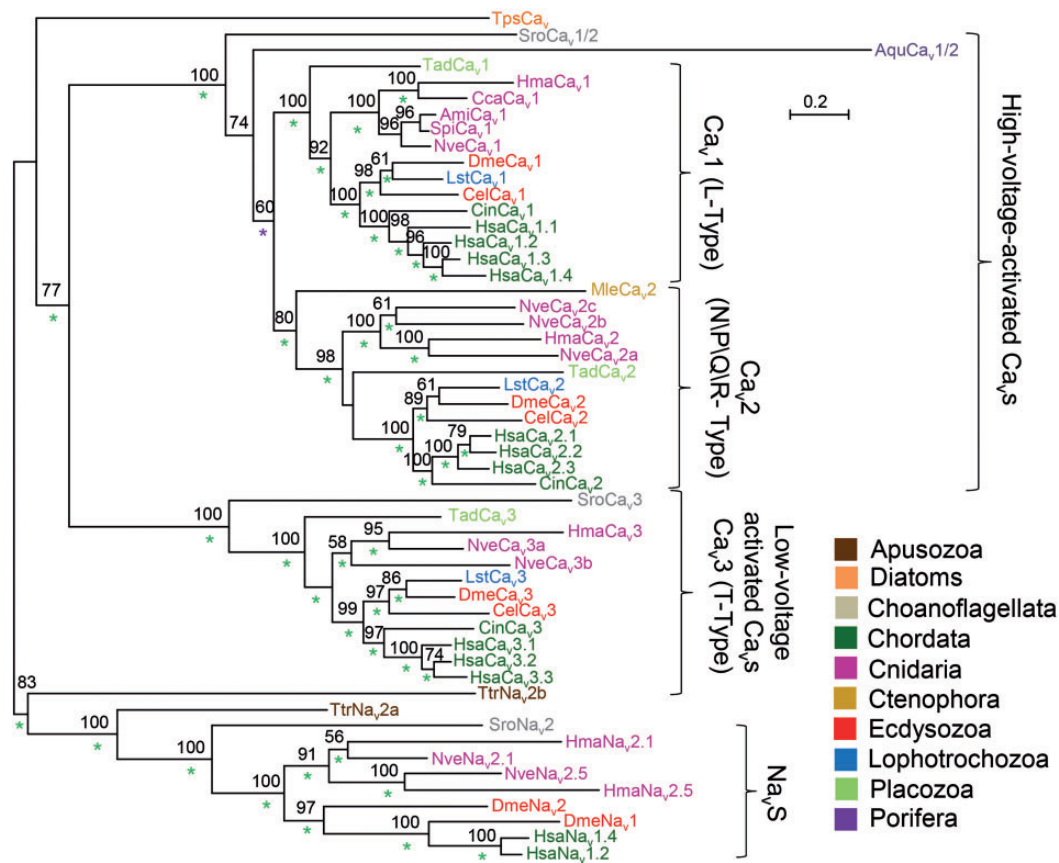 TpsCav
SroCav1/2
AquCav1/2
100
*
74
TadCav1
0.2
100
*
100
HmaCav1
*
CcaCav1
100
*
96
AmiCav1
96
SpiCav1
NveCav1
92
*
61
DmeCav1
98
*
LstCav1
*
CelCav1
100
*
CinCav1
100
*
98
HsaCav1.1
*
96
HsaCav1.2
*
100
HsaCav1.3
*
HsaCav1.4
60
*
Cav1 (L-Type)
High-voltage-activated Cavs
77
*
80
*
MleCav2
61
NveCav2c
100
*
*
NveCav2b
100
HmaCav2
*
NveCav2a
98
*
TadCav2
61
LstCav2
89
DmeCav2
*
CelCav2
100
*
79
HsaCav2.1
100
*
HsaCav2.2
*
HsaCav2.3
100
*
CinCav2
Cav2
(N\P\Q\R- Type)
SroCav3
100
*
TadCav3
100
*
95
HmaCav3
58
*
NveCav3a
*
NveCav3b
86
LstCav3
97
*
DmeCav3
*
CelCav3
99
*
97
CinCav3
*
HsaCav3.1
100
*
74
HsaCav3.2
*
HsaCav3.3
Low-voltage
activated Cavs
Cav3 (T-Type)
83
*
TtrNav2b
TtrNav2a
100
*
SroNav2
100
*
56
HmaNav2.1
91
*
*
NveNav2.1
100
NveNav2.5
*
HmaNav2.5
100
*
DmeNav2
97
*
DmeNav1
100
*
100
HsaNav1.4
*
HsaNav1.2
NavS
Apusozoa
Diatoms
Choanoflagellata
Chordata
Cnidaria
Ctenophora
Ecdysozoa
Lophotrochozoa
Placozoa
Porifera